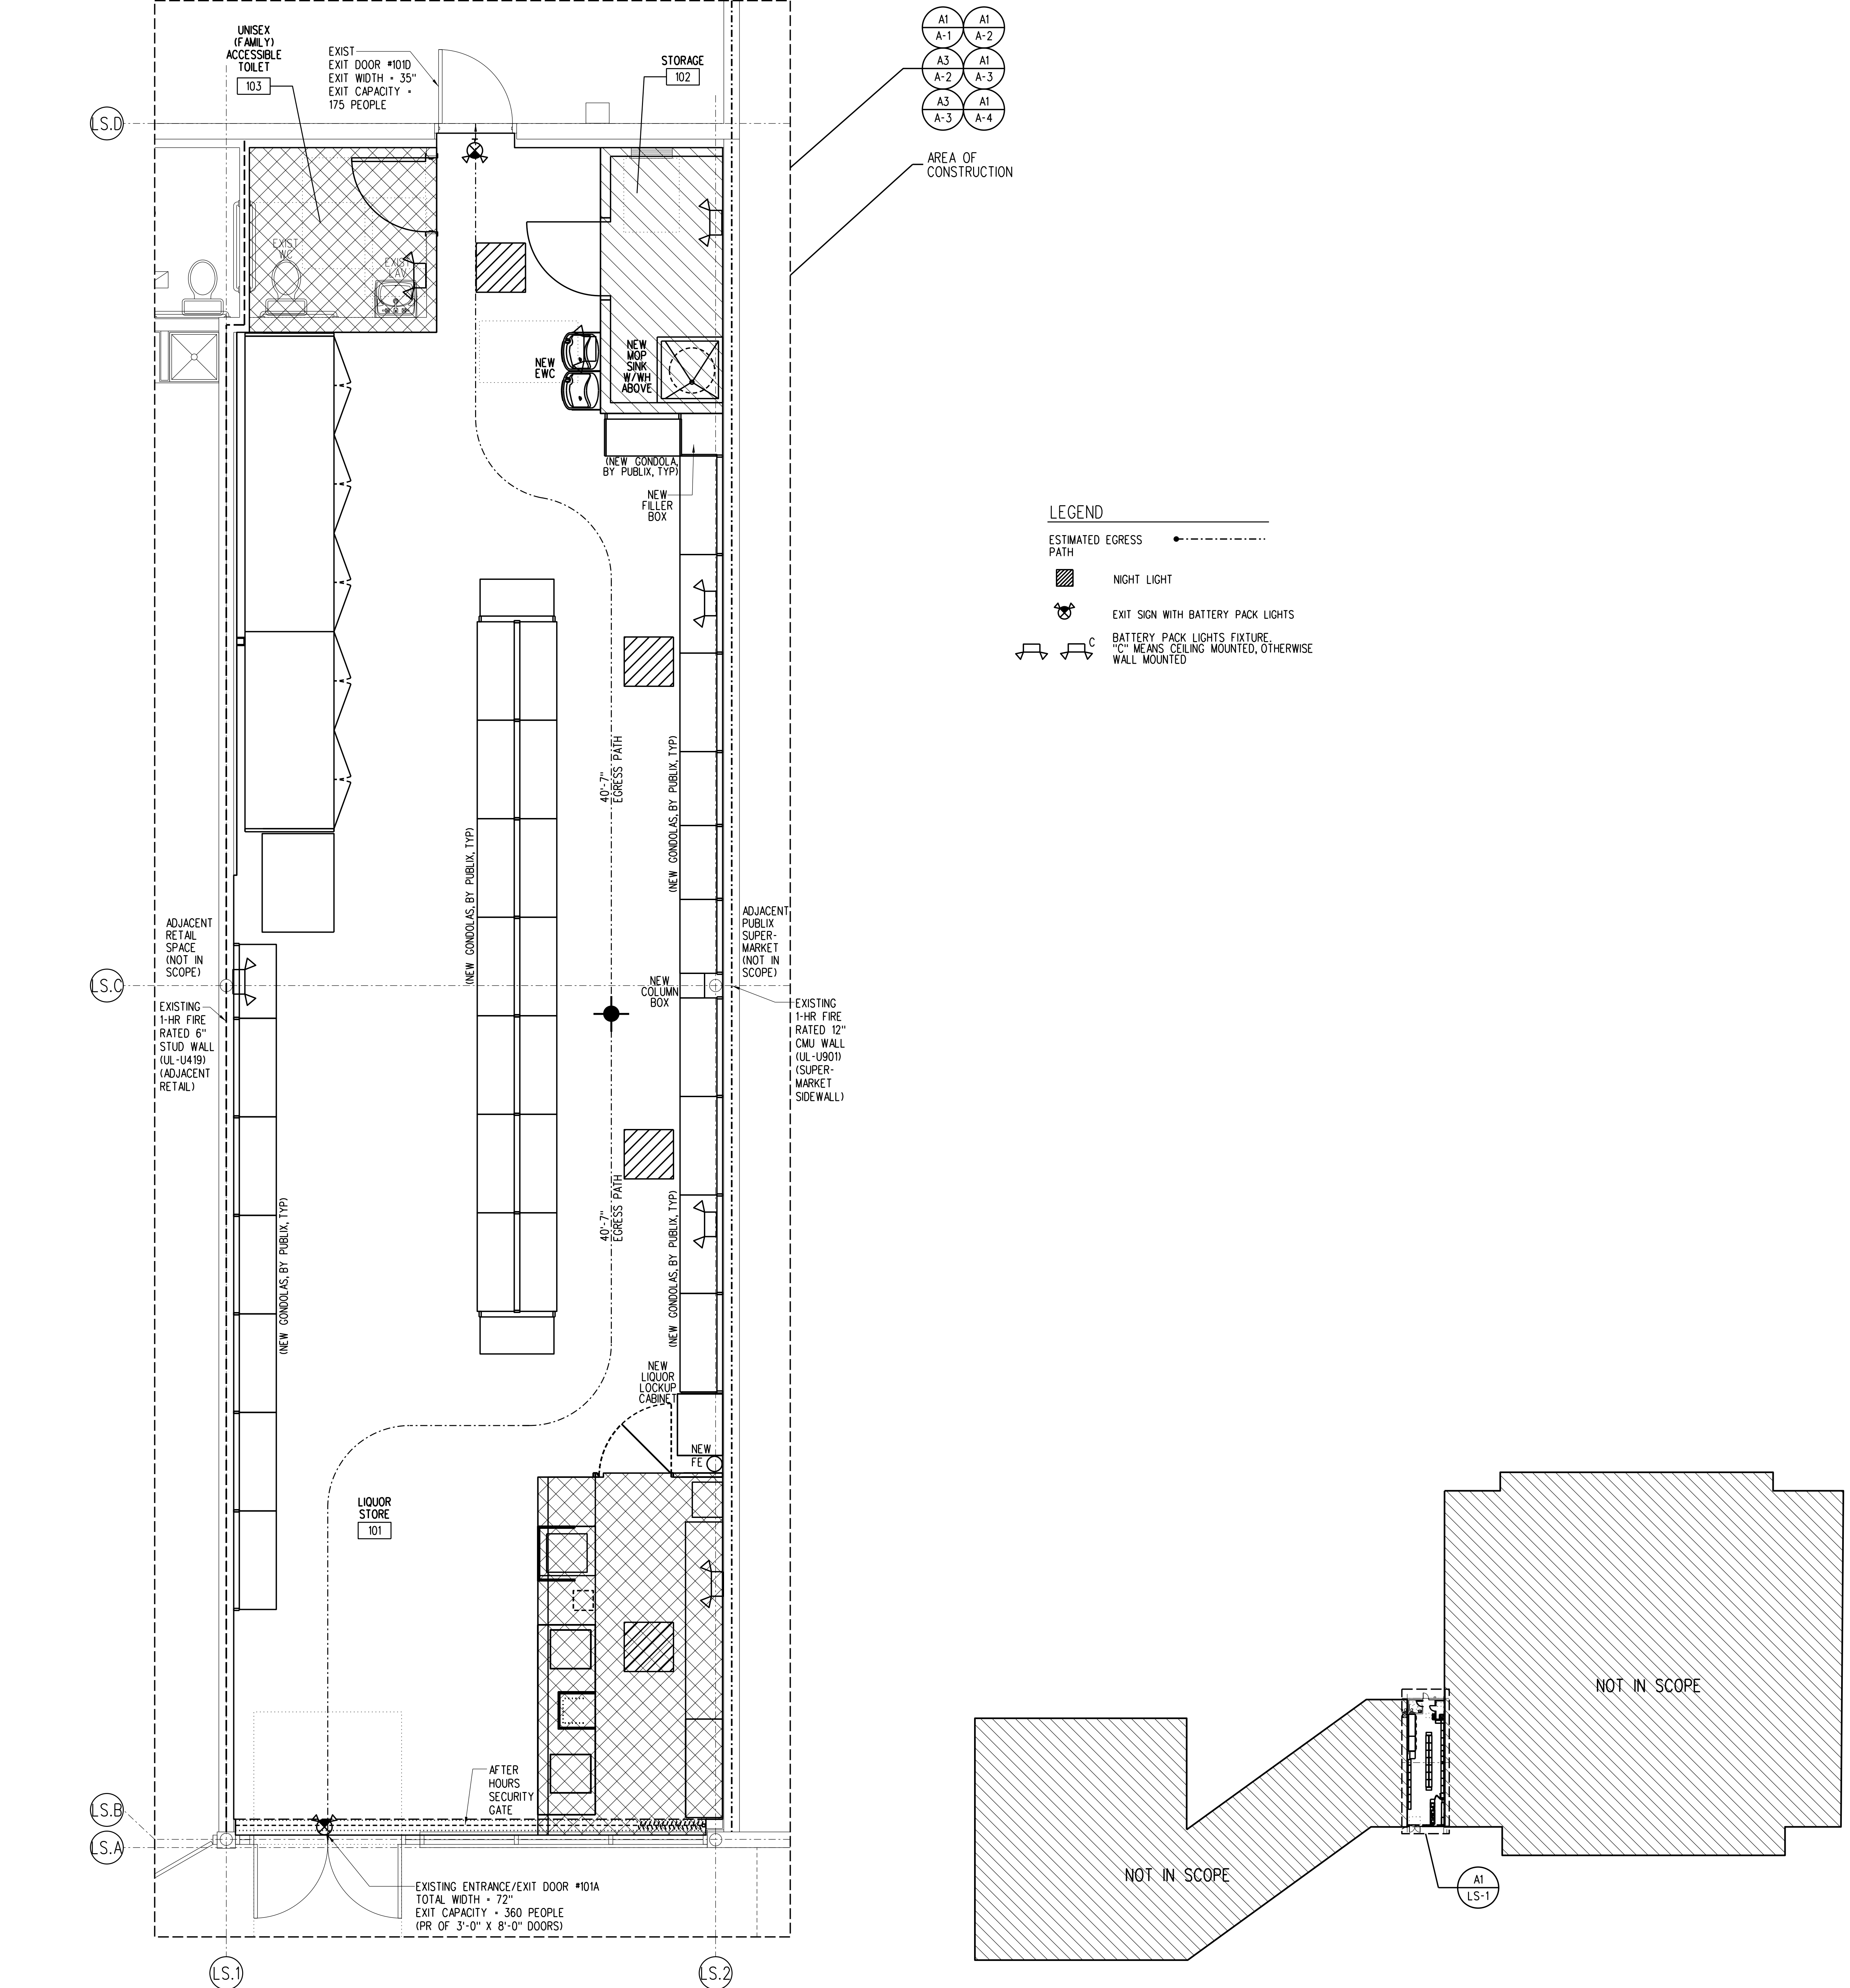 UNISEX
(FAMILY)
ACCESSIBLE
TOILET
103
EXIST
EXIT DOOR #101D
EXIT WIDTH = 35"
EXIT CAPACITY =
175 PEOPLE
STORAGE
102
A1
A-1
A1
A-2
A3
A-2
A1
A-3
A3
A-3
A1
A-4
AREA OF
CONSTRUCTION
LS.D
EXIST
WC
EXIST
LAV
NEW
EWC
NEW
MOP
SINK
W/WH
ABOVE
(NEW GONDOLA,
BY PUBLIX, TYP)
NEW
FILLER
BOX
LEGEND
ESTIMATED EGRESS
PATH
NIGHT LIGHT
EXIT SIGN WITH BATTERY PACK LIGHTS
C
BATTERY PACK LIGHTS FIXTURE.
"C" MEANS CEILING MOUNTED, OTHERWISE
WALL MOUNTED
40'-7"
EGRESS PATH
(NEW GONDOLAS, BY PUBLIX, TYP)
(NEW GONDOLAS, BY PUBLIX, TYP)
ADJACENT
RETAIL
SPACE
(NOT IN
SCOPE)
ADJACENT
PUBLIX
SUPER-
MARKET
(NOT IN
SCOPE)
LS.C
NEW
COLUMN
BOX
EXISTING
1-HR FIRE
RATED 6"
STUD WALL
(UL-U419)
(ADJACENT
RETAIL)
EXISTING
1-HR FIRE
RATED 12"
CMU WALL
(UL-U901)
(SUPER-
MARKET
SIDEWALL)
40'-7"
EGRESS PATH
(NEW GONDOLAS, BY PUBLIX, TYP)
(NEW GONDOLAS, BY PUBLIX, TYP)
NEW
LIQUOR
LOCKUP
CABINET
NEW
FE
LIQUOR
STORE
101
AFTER
HOURS
SECURITY
GATE
LS.B
LS.A
EXISTING ENTRANCE/EXIT DOOR #101A
TOTAL WIDTH = 72"
EXIT CAPACITY = 360 PEOPLE
(PR OF 3'-0" X 8'-0" DOORS)
LS.1
LS.2
NOT IN SCOPE
NOT IN SCOPE
A1
LS-1